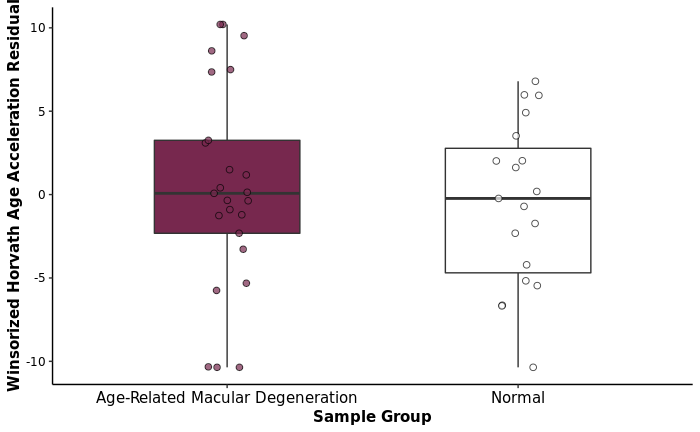 Winsorized Horvath Age Acceleration Residual
10
5
0
-5
-10
Age-Related Macular Degeneration
Normal
Sample Group